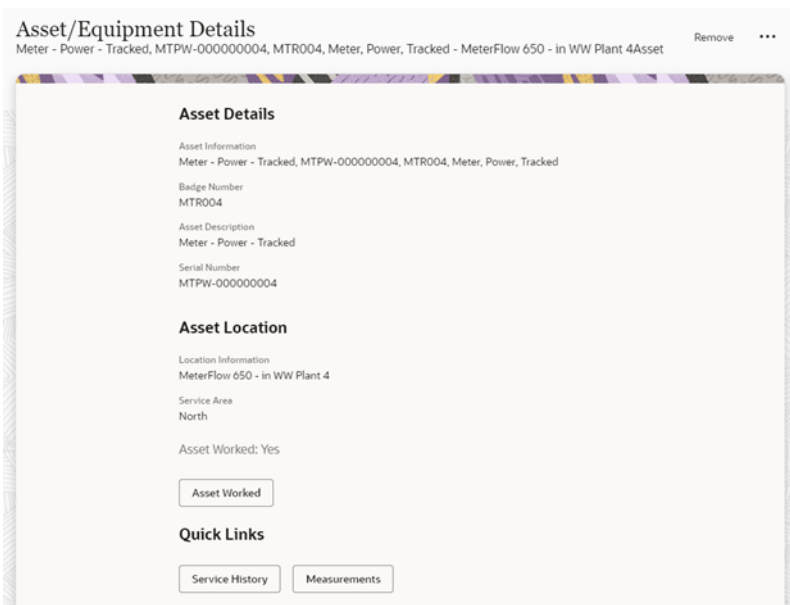 Asset/Equipment Details
Meter - Power - Tracked, MTPW-000000004, MTR004, Meter, Power, Tracked - MeterFlow 650 - in WW Plant 4Asset
Remove
Asset Details
Asset Information
Meter - Power - Tracked, MTPW-000000004, MTR004, Meter, Power, Tracked
Badge Number
MTR004
Asset Description
Meter - Power - Tracked
Serial Number
MTPW-000000004
Asset Location
Location Information
MeterFlow 650 - in WW Plant 4
Service Area
North
Asset Worked: Yes
Asset Worked
Quick Links
Service History
Measurements